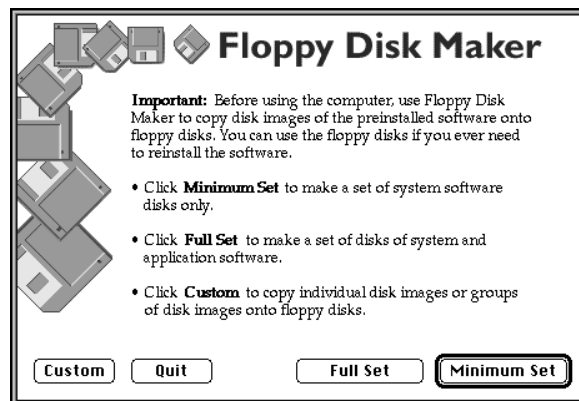 Floppy Disk Maker
Important: Before using the computer, use Floppy Disk
Maker to copy disk images of the preinstalled software onto
floppy disks. You can use the floppy disks if you ever need
to reinstall the software.
• Click Minimum Set to make a set of system software
disks only.
• Click Full Set to make a set of disks of system and
application software.
• Click Custom to copy individual disk images or groups
of disk images onto floppy disks.
Custom Quit Full Set Minimum Set